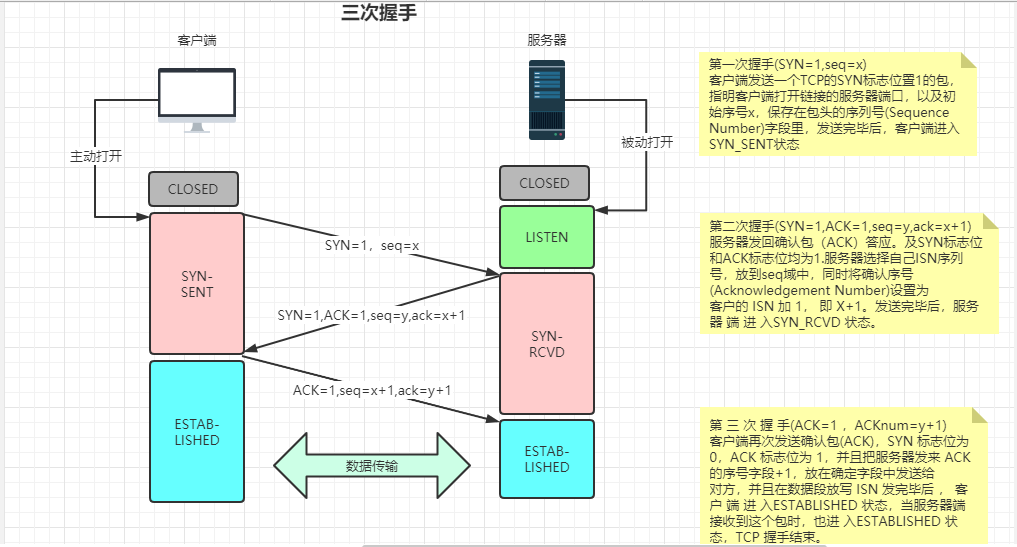 三次握手
客户端
服务器
主动打开
被动打开
CLOSED
CLOSED
LISTEN
SYN-
SENT
SYN=1，seq=x
SYN=1,ACK=1,seq=y,ack=x+1
SYN-
RCVD
ACK=1,seq=x+1,ack=y+1
ESTAB-
LISHED
ESTAB-
LISHED
数据传输
第一次握手(SYN=1,seq=x)
客户端发送一个TCP的SYN标志位置1的包，
指明客户端打开链接的服务器端口，以及初
始序号x，保存在包头的序列号(Sequence
Number)字段里，发送完毕后，客户端进入
SYN_SENT状态
第二次握手(SYN=1,ACK=1,seq=y,ack=x+1)
服务器发回确认包（ACK）答应。及SYN标志位
和ACK标志位均为1.服务器选择自己ISN序列
号，放到seq域中，同时将确认序号
(Acknowledgement Number)设置为
客户的 ISN 加 1， 即 X+1。发送完毕后，服务
器 端 进 入SYN_RCVD 状态。
第 三 次 握 手(ACK=1 ，ACKnum=y+1)
客户端再次发送确认包(ACK)，SYN 标志位为
0，ACK 标志位为 1，并且把服务器发来 ACK
的序号字段+1，放在确定字段中发送给
对方，并且在数据段放写 ISN 发完毕后 ， 客
户 端 进 入ESTABLISHED 状态，当服务器端
接收到这个包时，也进 入ESTABLISHED 状
态，TCP 握手结束。